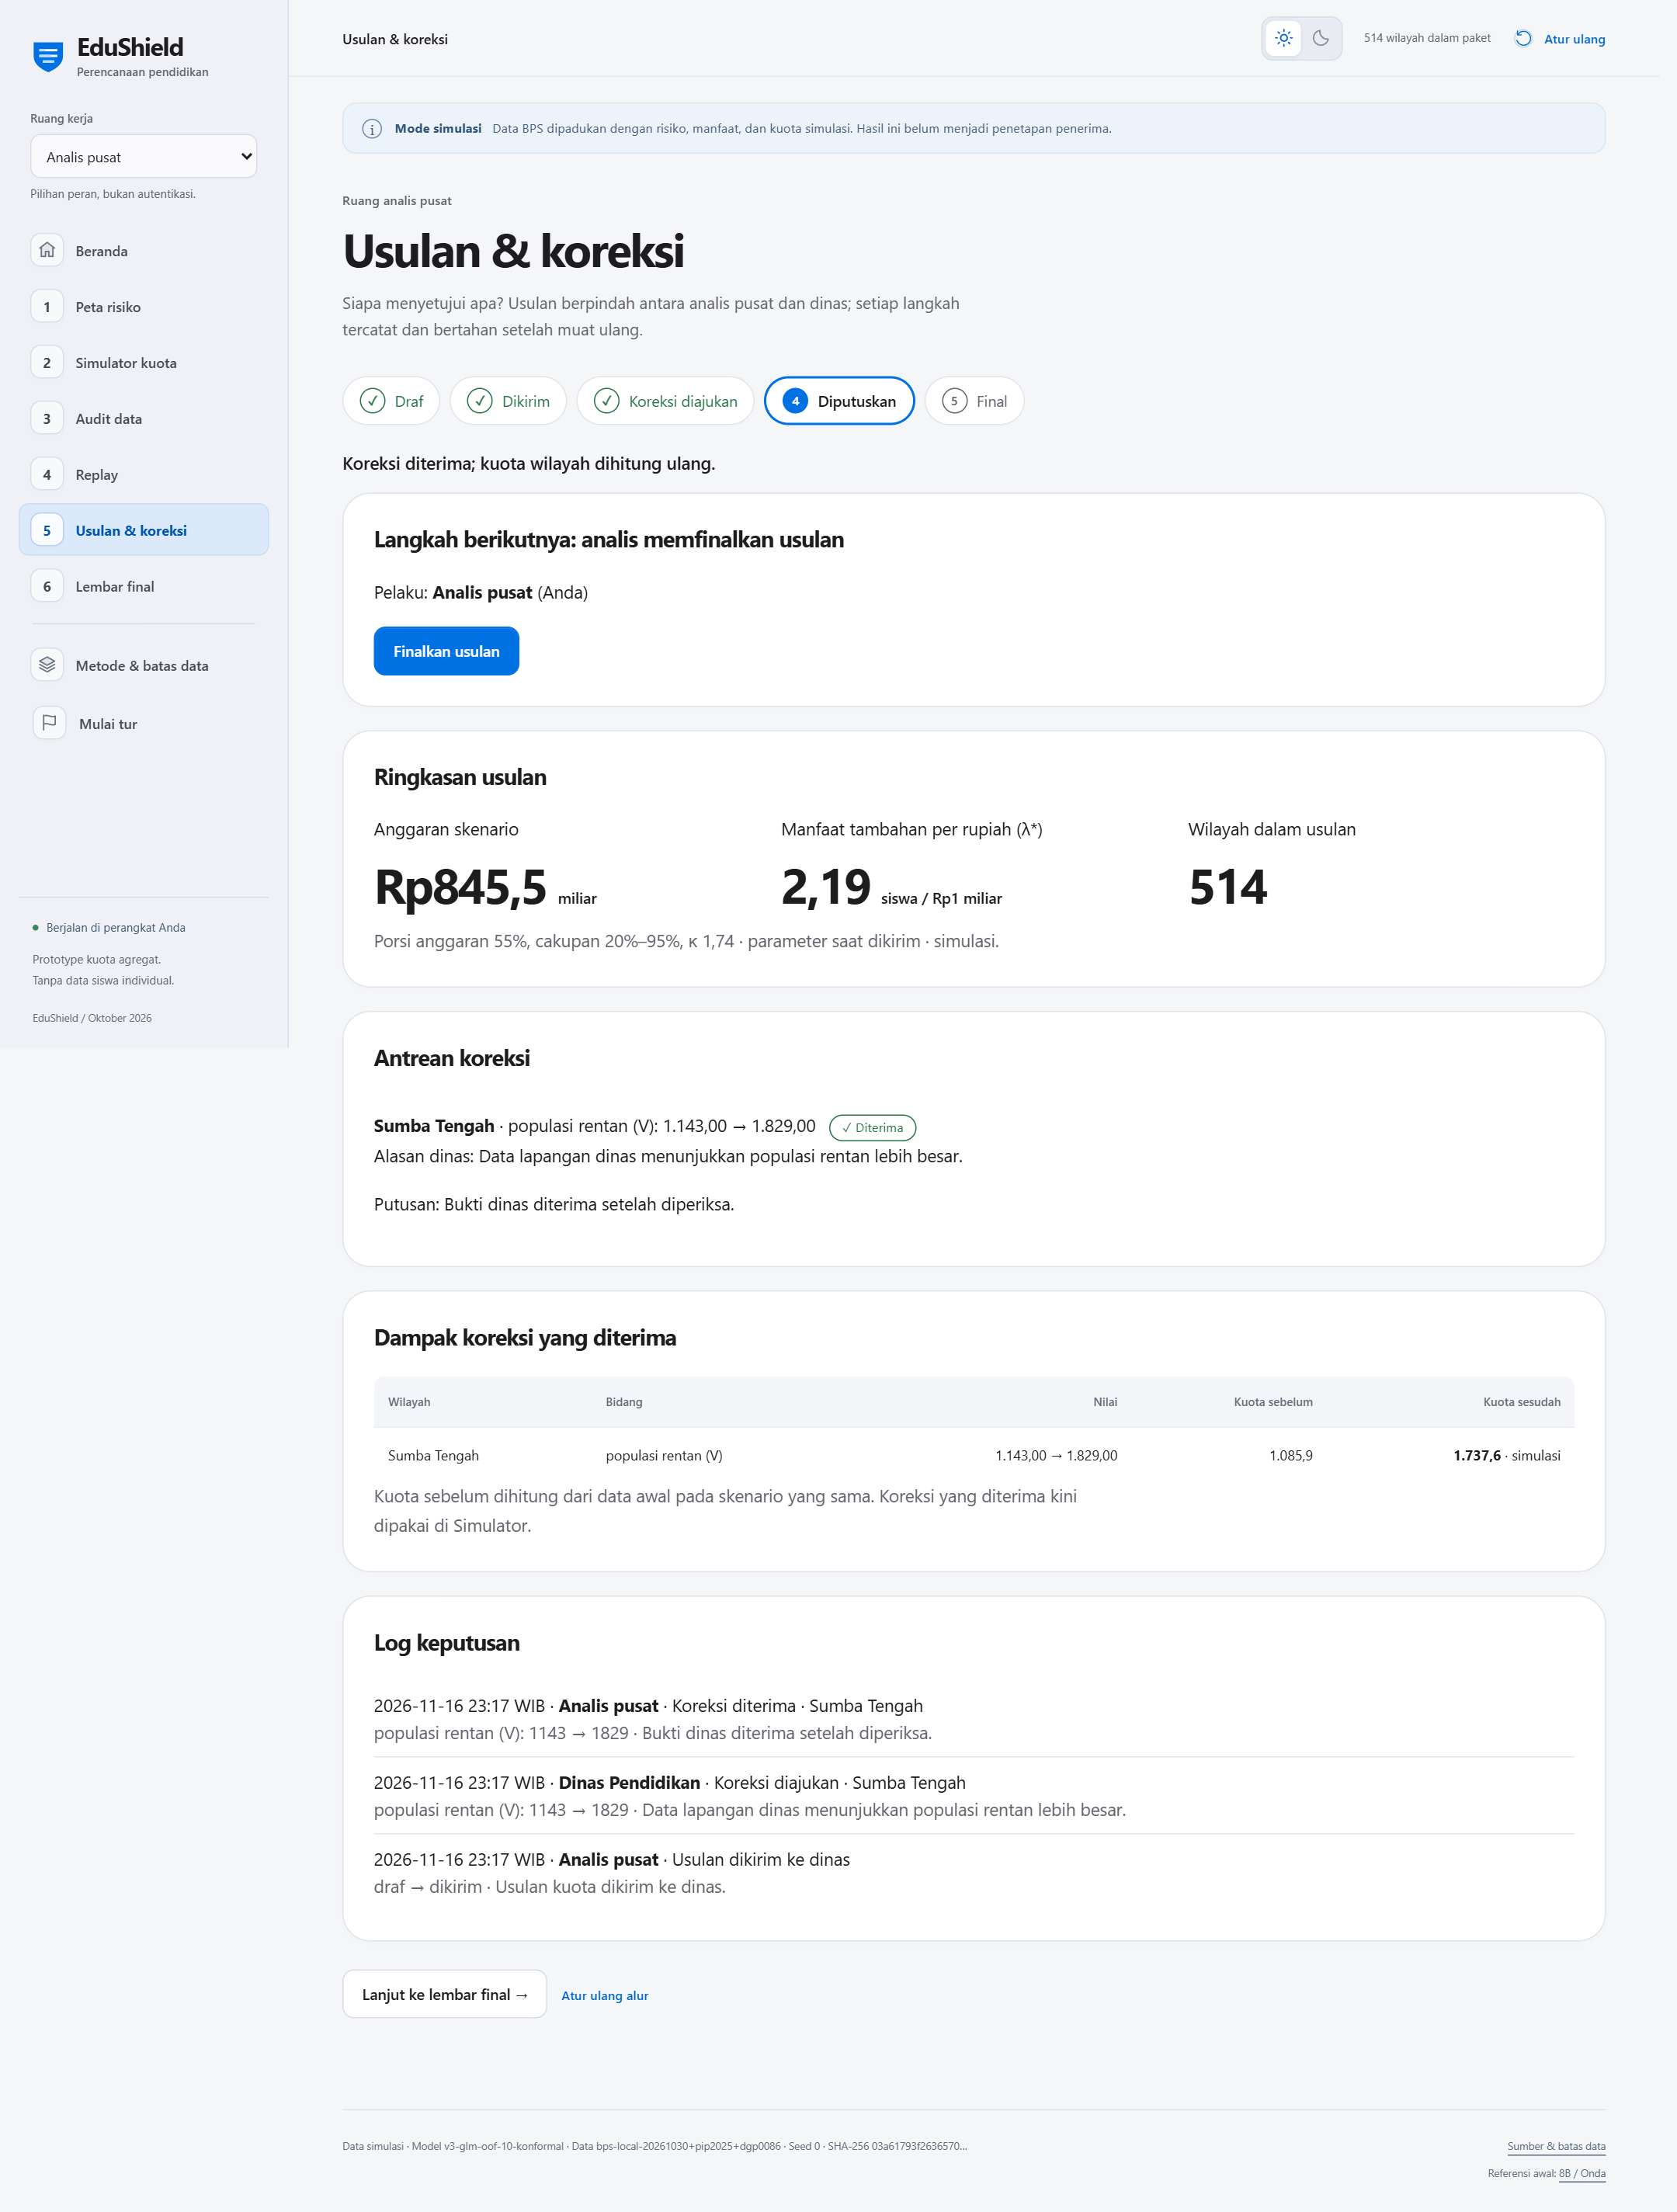 EduShield
Perencanaan pendidikan
Ruang kerja
Analis pusat
Pilihan peran, bukan autentikasi.
Beranda
1 Peta risiko
2 Simulator kuota
3 Audit data
4 Replay
5 Usulan & koreksi
6 Lembar final
Metode & batas data
Mulai tur
Berjalan di perangkat Anda
Prototype kuota agregat.
Tanpa data siswa individual.
EduShield / Oktober 2026
Usulan & koreksi
514 wilayah dalam paket
Atur ulang
Mode simulasi Data BPS dipadukan dengan risiko, manfaat, dan kuota simulasi. Hasil ini belum menjadi penetapan penerima.
Ruang analis pusat
Usulan & koreksi
Siapa menyetujui apa? Usulan berpindah antara analis pusat dan dinas; setiap langkah
tercatat dan bertahan setelah muat ulang.
✓ Draf ✓ Dikirim ✓ Koreksi diajukan 4 Diputuskan 5 Final
Koreksi diterima; kuota wilayah dihitung ulang.
Langkah berikutnya: analis memfinalkan usulan
Pelaku: Analis pusat (Anda)
Finalkan usulan
Ringkasan usulan
Anggaran skenario Manfaat tambahan per rupiah (λ*) Wilayah dalam usulan
Rp845,5 miliar 2,19 siswa / Rp1 miliar 514
Porsi anggaran 55%, cakupan 20%–95%, κ 1,74 · parameter saat dikirim · simulasi.
Antrean koreksi
Sumba Tengah · populasi rentan (V): 1.143,00 → 1.829,00 ✓ Diterima
Alasan dinas: Data lapangan dinas menunjukkan populasi rentan lebih besar.
Putusan: Bukti dinas diterima setelah diperiksa.
Dampak koreksi yang diterima
Wilayah Bidang Nilai Kuota sebelum Kuota sesudah
Sumba Tengah populasi rentan (V) 1.143,00 → 1.829,00 1.085,9 1.737,6 · simulasi
Kuota sebelum dihitung dari data awal pada skenario yang sama. Koreksi yang diterima kini
dipakai di Simulator.
Log keputusan
2026-11-16 23:17 WIB · Analis pusat · Koreksi diterima · Sumba Tengah
populasi rentan (V): 1143 → 1829 · Bukti dinas diterima setelah diperiksa.
2026-11-16 23:17 WIB · Dinas Pendidikan · Koreksi diajukan · Sumba Tengah
populasi rentan (V): 1143 → 1829 · Data lapangan dinas menunjukkan populasi rentan lebih besar.
2026-11-16 23:17 WIB · Analis pusat · Usulan dikirim ke dinas
draf → dikirim · Usulan kuota dikirim ke dinas.
Lanjut ke lembar final → Atur ulang alur
Data simulasi · Model v3-glm-oof-10-konformal · Data bps-local-20261030+pip2025+dgp0086 · Seed 0 · SHA-256 03a61793f2636570…
Sumber & batas data
Referensi awal: 8B / Onda